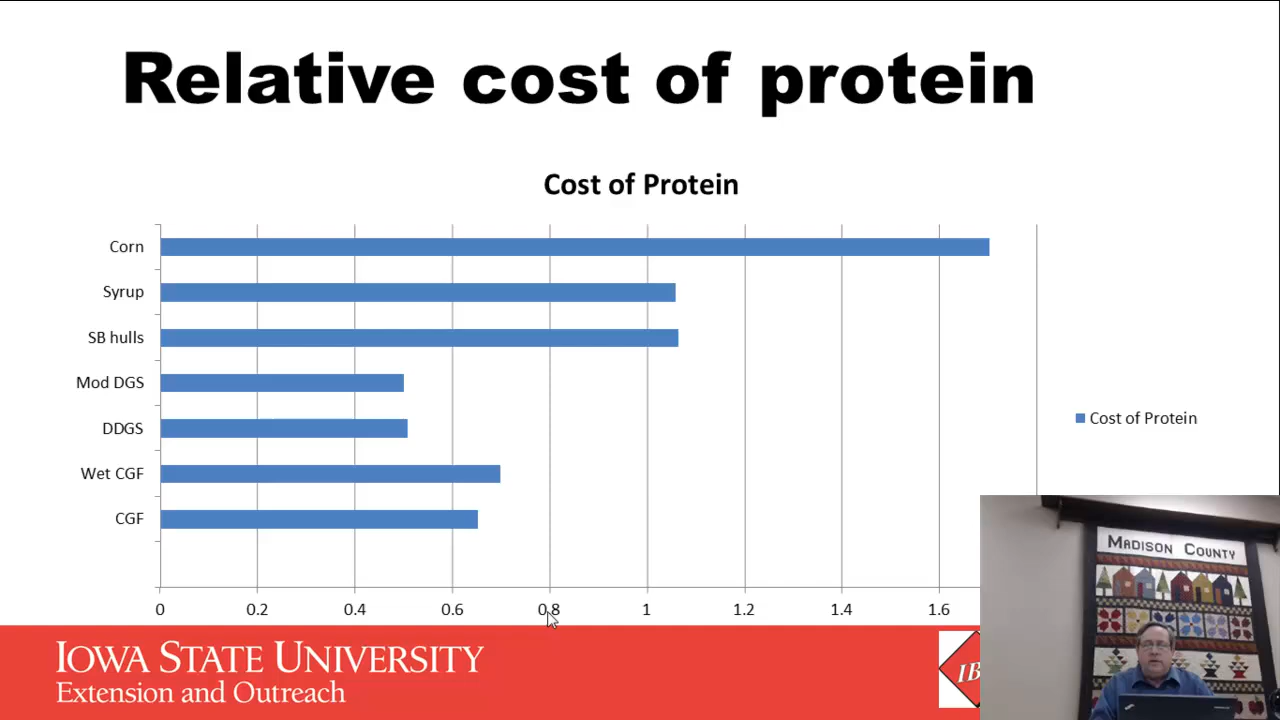 Relative cost of protein
Cost of Protein
Corn
Syrup
SB hulls
Mod DGS
DDGS
Wet CGF
CGF
0 0.2 0.4 0.6 0.8 1 1.2 1.4 1.6
Cost of Protein
MADISON COUNTY
IOWA STATE UNIVERSITY
Extension and Outreach